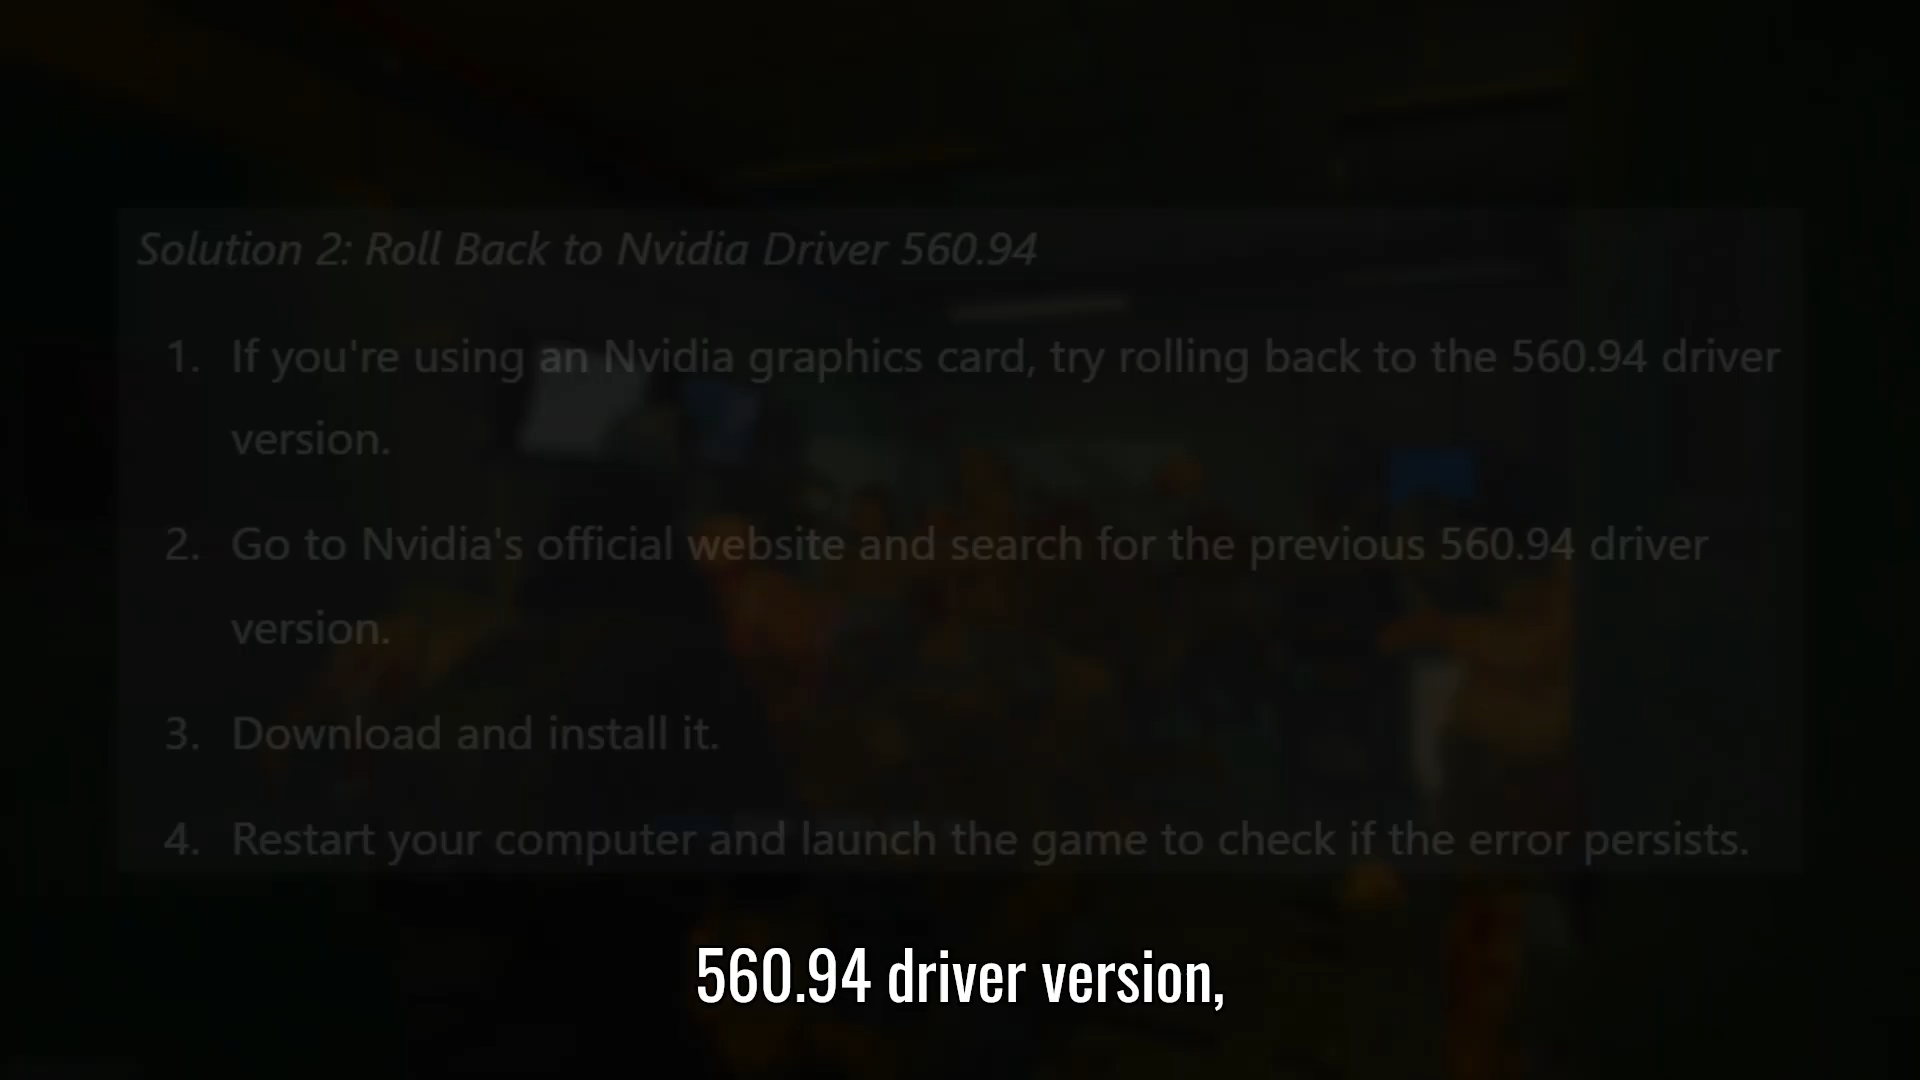 Solution 2: Roll Back to Nvidia Driver 560.94
1. If you're using an Nvidia graphics card, try rolling back to the 560.94 driver
version.
2. Go to Nvidia's official website and search for the previous 560.94 driver
version.
3. Download and install it.
4. Restart your computer and launch the game to check if the error persists.
560.94 driver version,